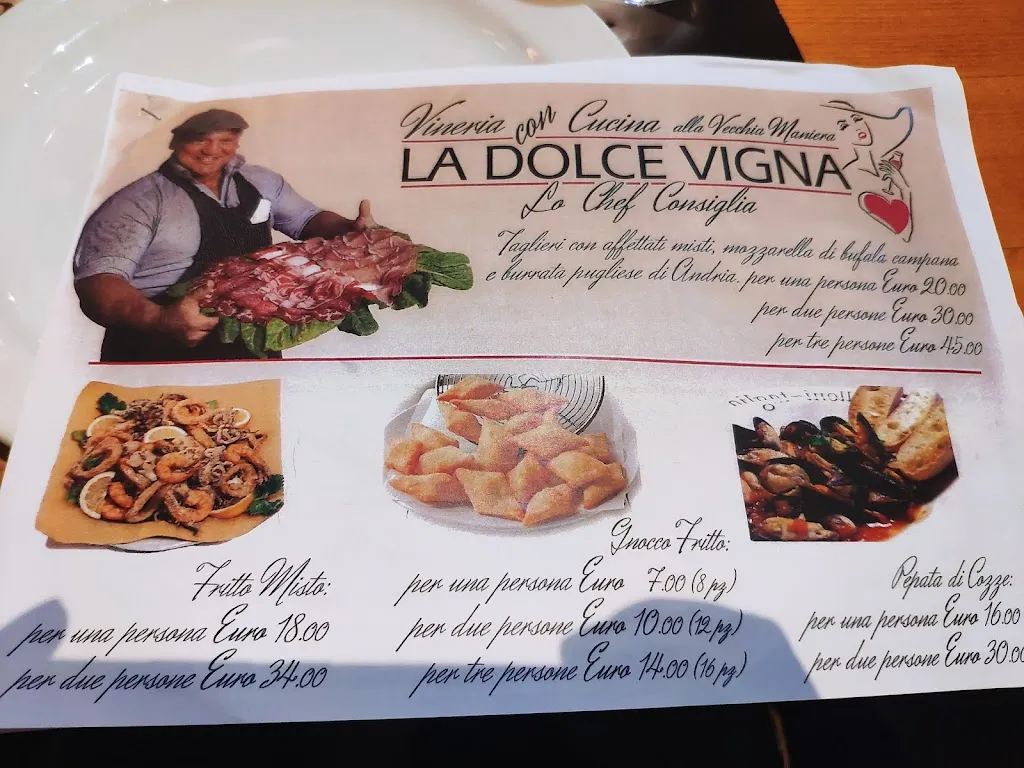 Vineria con Cucina alla Vecchia Maniera
LA DOLCE VIGNA
Lo Chef Consiglia
Taglieri con affettati misti, mozzarella di bufala campana
e burrata pugliese di Andria. per una persona Euro 20.00
per due persone Euro 30.00
per tre persone Euro 45.00
Fritto Misto:
per una persona Euro 18.00
per due persone Euro 34.00
Gnocco Fritto:
per una persona Euro 7.00 (8 pz)
per due persone Euro 10.00 (12 pz)
per tre persone Euro 14.00 (16 pz)
Pepata di Cozze:
per una persona Euro 16.00
per due persone Euro 30.00